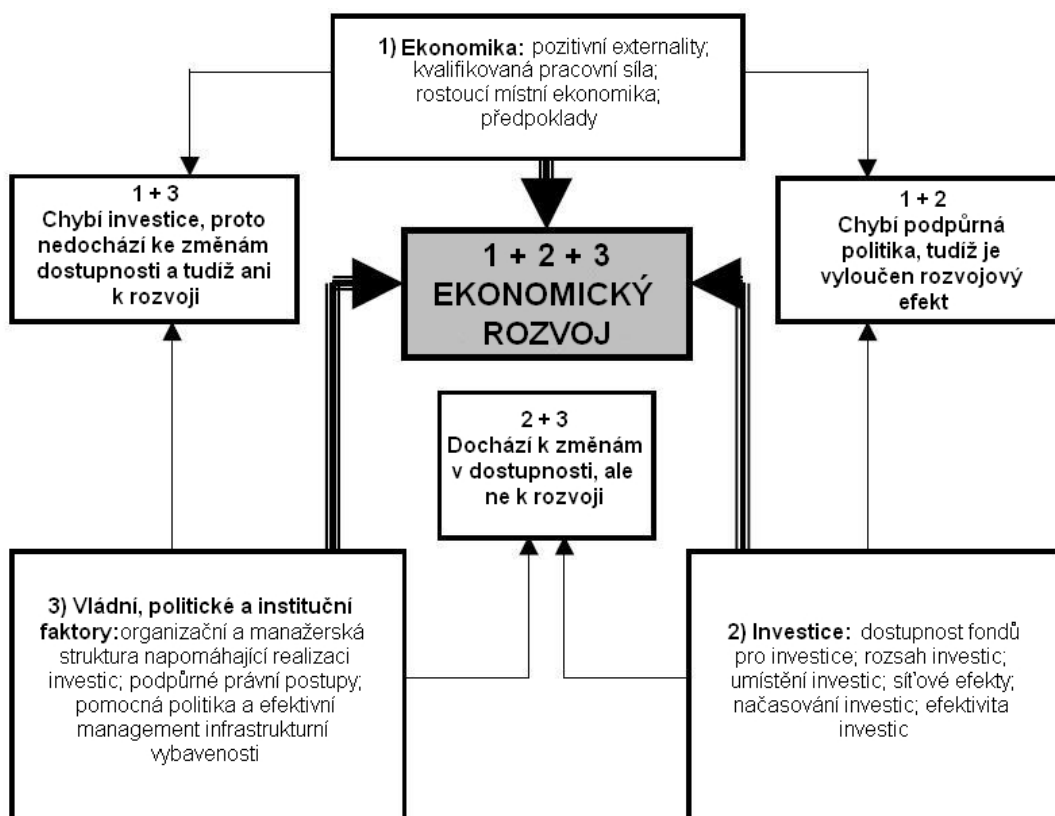 1) Ekonomika: pozitivní externality;
kvalifikovaná pracovní síla;
rostoucí místní ekonomika;
předpoklady
1 + 3
Chybí investice, proto
nedochází ke změnám
dostupnosti a tudíž ani
k rozvoji
1 + 2
Chybí podpůrná
politika, tudíž je
vyloučen rozvojový
efekt
1 + 2 + 3
EKONOMICKÝ
ROZVOJ
2 + 3
Dochází k změnám
v dostupnosti, ale
ne k rozvoji
3) Vládní, politické a instituční
faktory:organizační a manažerská
struktura napomáhající realizaci
investic; podpůrné právní postupy;
pomocná politika a efektivní
management infrastrukturní
vybavenosti
2) Investice: dostupnost fondů
pro investice; rozsah investic;
umístění investic; síťové efekty;
načasování investic; efektivita
investic